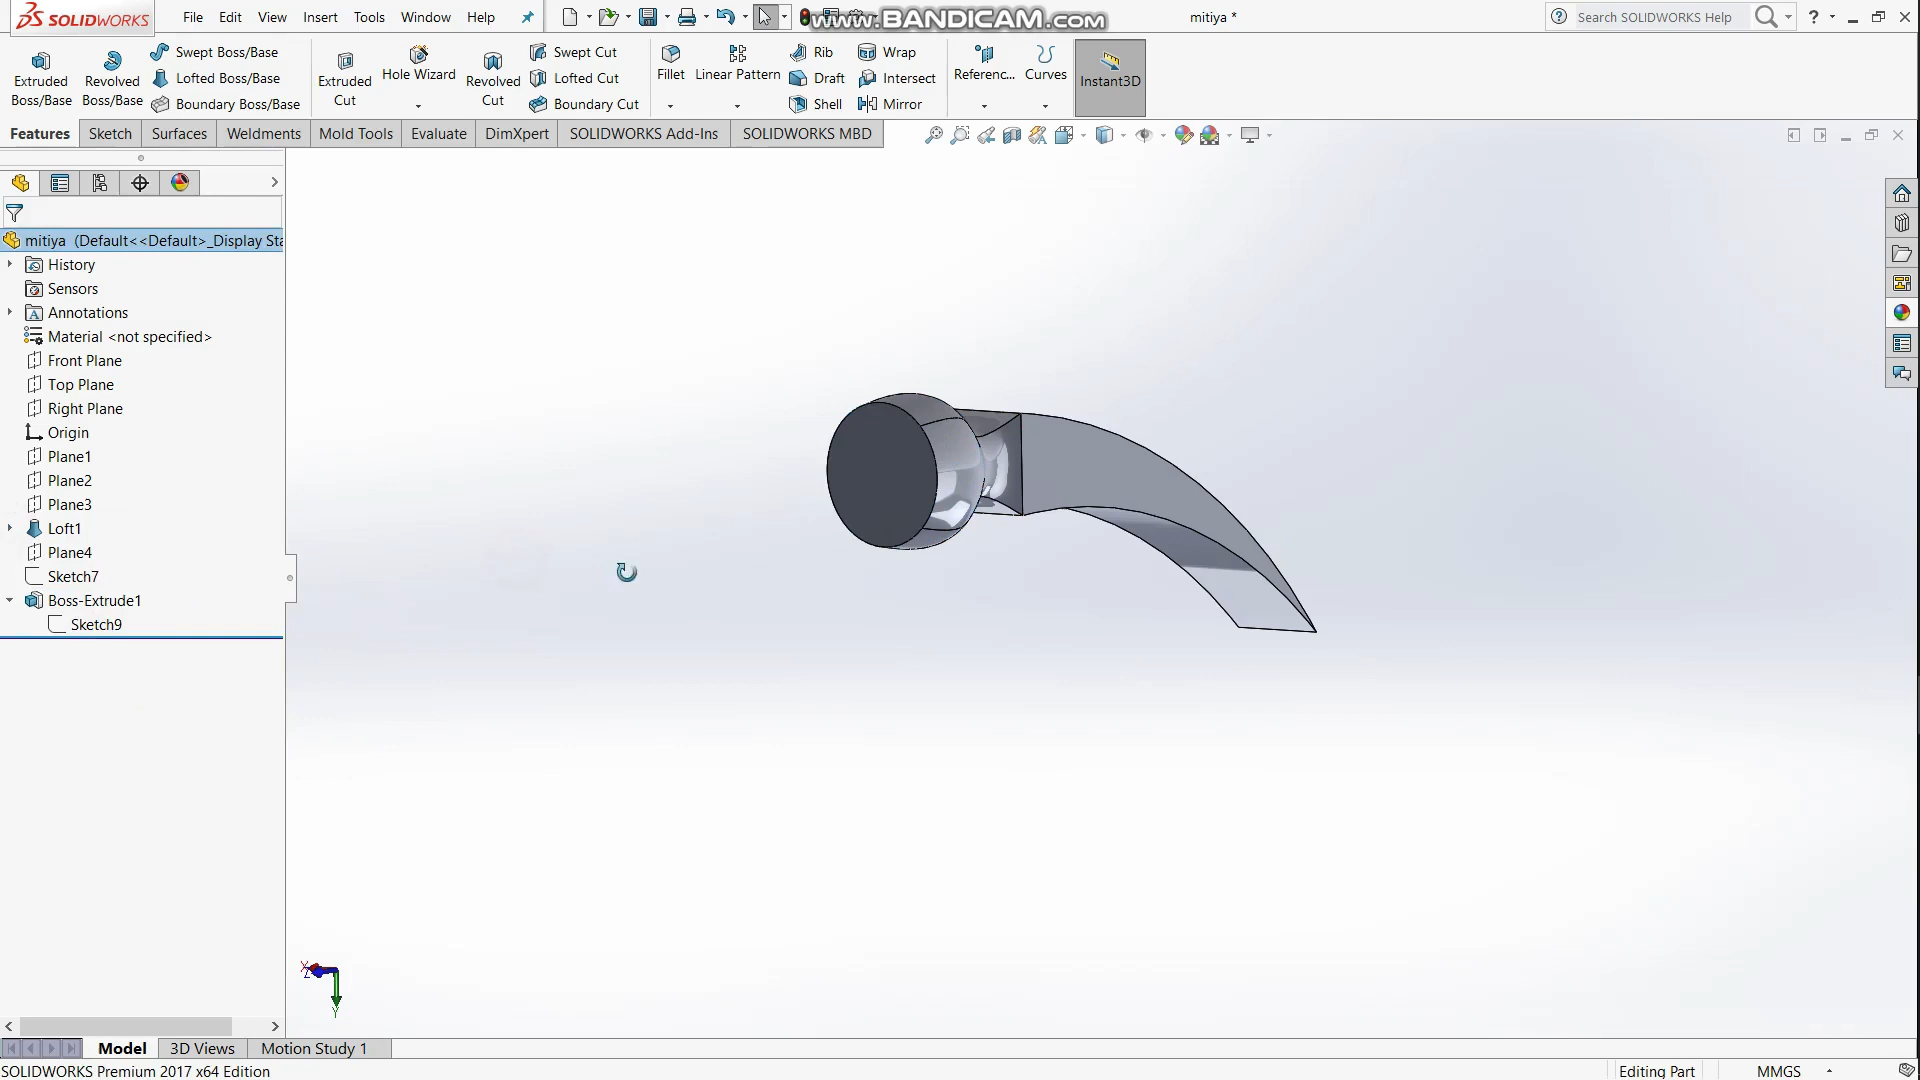 SOLIDWORKS File Edit View Insert Tools Window Help www.BANDICAM.com mitiya * Search SOLIDWORKS Help ?
Extruded Boss/Base
Revolved Boss/Base
Swept Boss/Base
Lofted Boss/Base
Boundary Boss/Base
Extruded Cut
Hole Wizard
Revolved Cut
Swept Cut
Lofted Cut
Boundary Cut
Fillet
Linear Pattern
Rib
Draft
Shell
Wrap
Intersect
Mirror
Referenc...
Curves
Instant3D
Features Sketch Surfaces Weldments Mold Tools Evaluate DimXpert SOLIDWORKS Add-Ins SOLIDWORKS MBD
mitiya (Default<<Default>_Display Sta
History
Sensors
Annotations
Material <not specified>
Front Plane
Top Plane
Right Plane
Origin
Plane1
Plane2
Plane3
Loft1
Plane4
Sketch7
Boss-Extrude1
Sketch9
Model 3D Views Motion Study 1
SOLIDWORKS Premium 2017 x64 Edition Editing Part MMGS